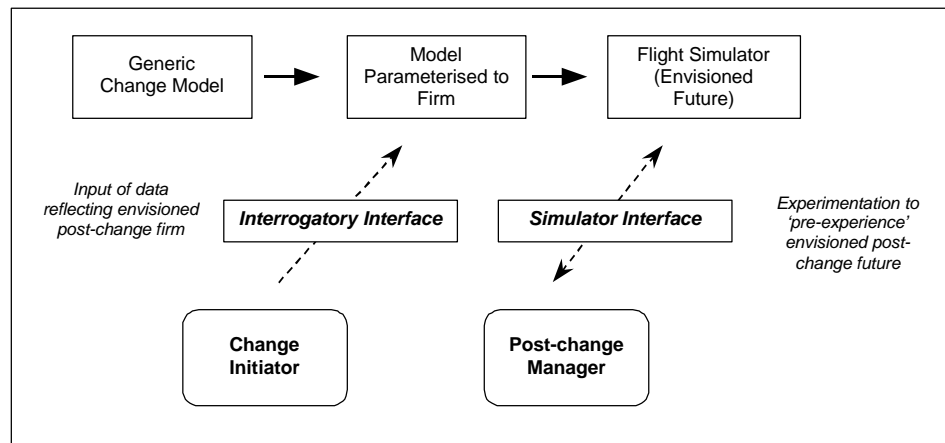 Generic
Change Model
Model
Parameterised to
Firm
Flight Simulator
(Envisioned
Future)
Input of data
reflecting envisioned
post-change firm
Interrogatory Interface
Simulator Interface
Experimentation to
‘pre-experience’
envisioned post-
change future
Change
Initiator
Post-change
Manager